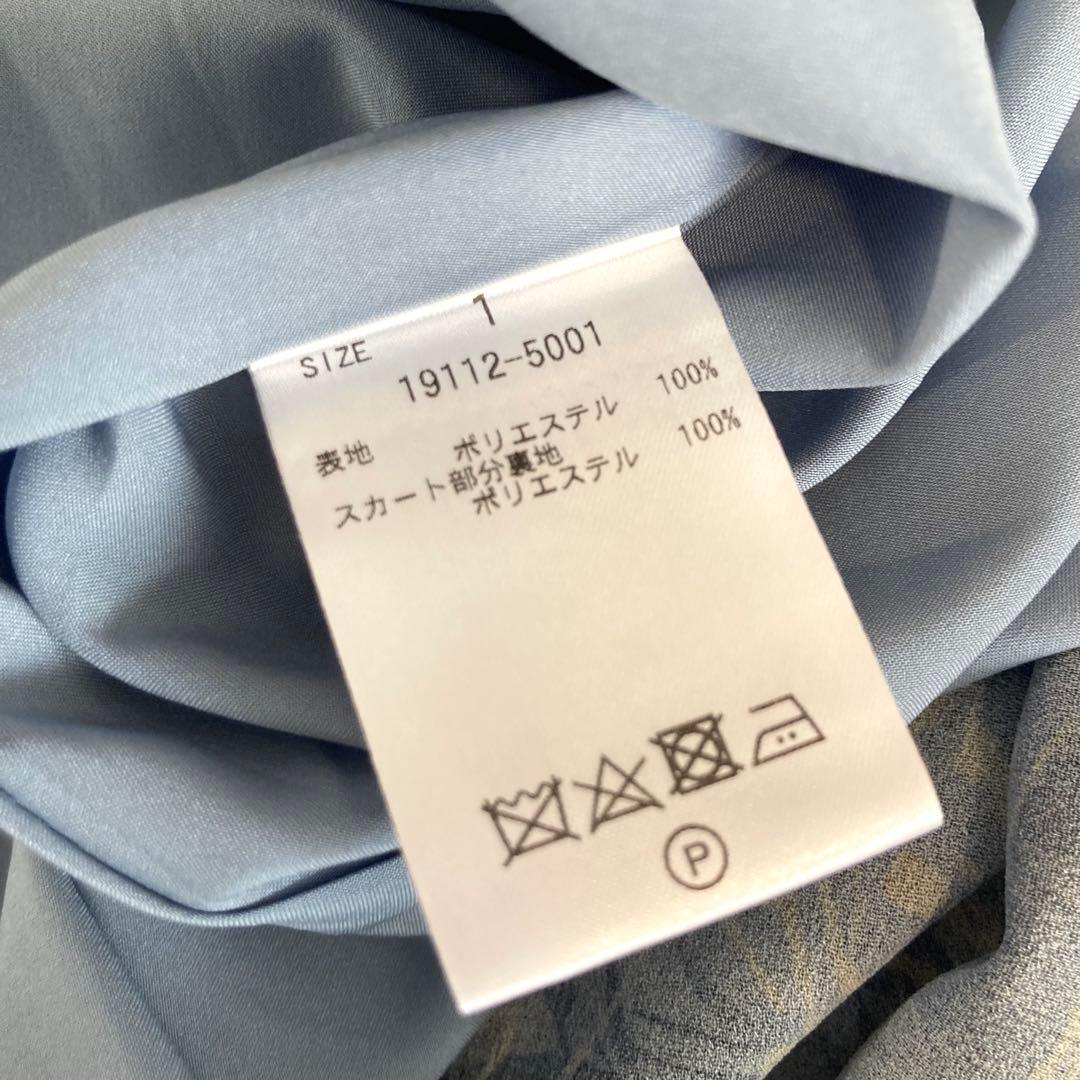 SIZE 1
19112-5001
表地 ポリエステル 100%
スカート部分裏地
ポリエステル 100%
P